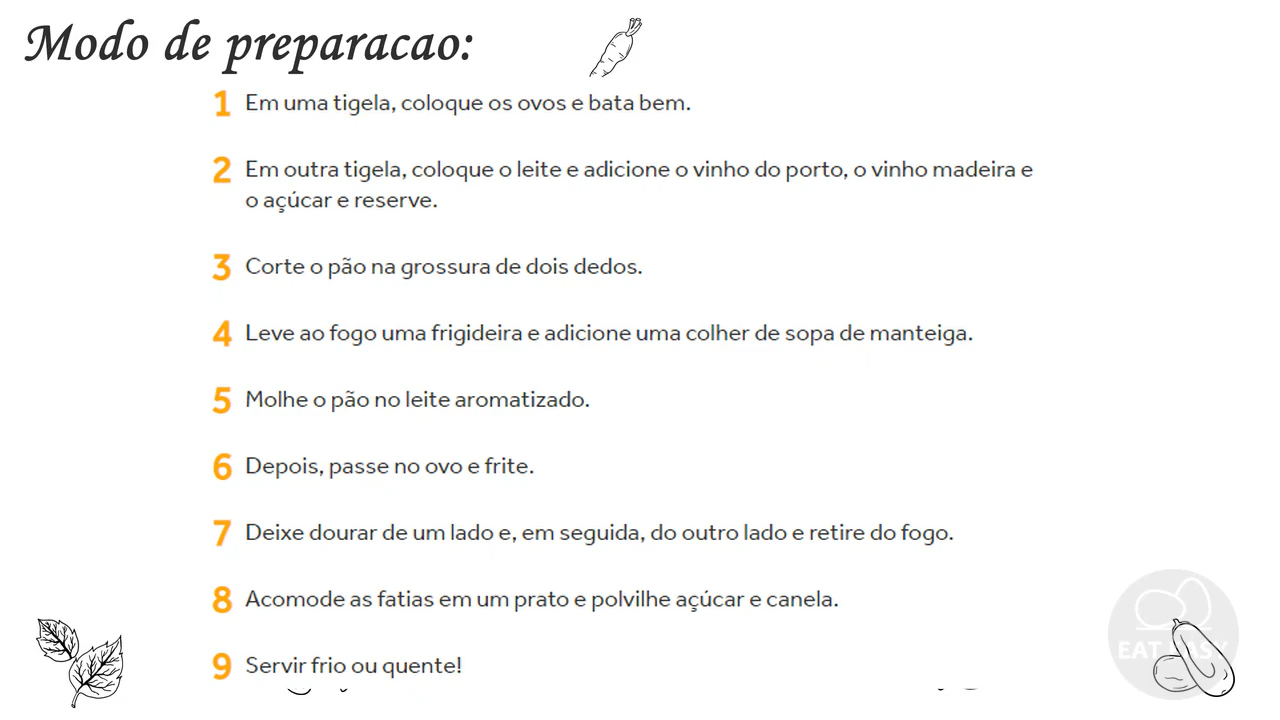 Modo de preparacao:
1 Em uma tigela, coloque os ovos e bata bem.
2 Em outra tigela, coloque o leite e adicione o vinho do porto, o vinho madeira e
o açúcar e reserve.
3 Corte o pão na grossura de dois dedos.
4 Leve ao fogo uma frigideira e adicione uma colher de sopa de manteiga.
5 Molhe o pão no leite aromatizado.
6 Depois, passe no ovo e frite.
7 Deixe dourar de um lado e, em seguida, do outro lado e retire do fogo.
8 Acomode as fatias em um prato e polvilhe açúcar e canela.
9 Servir frio ou quente!
EAT